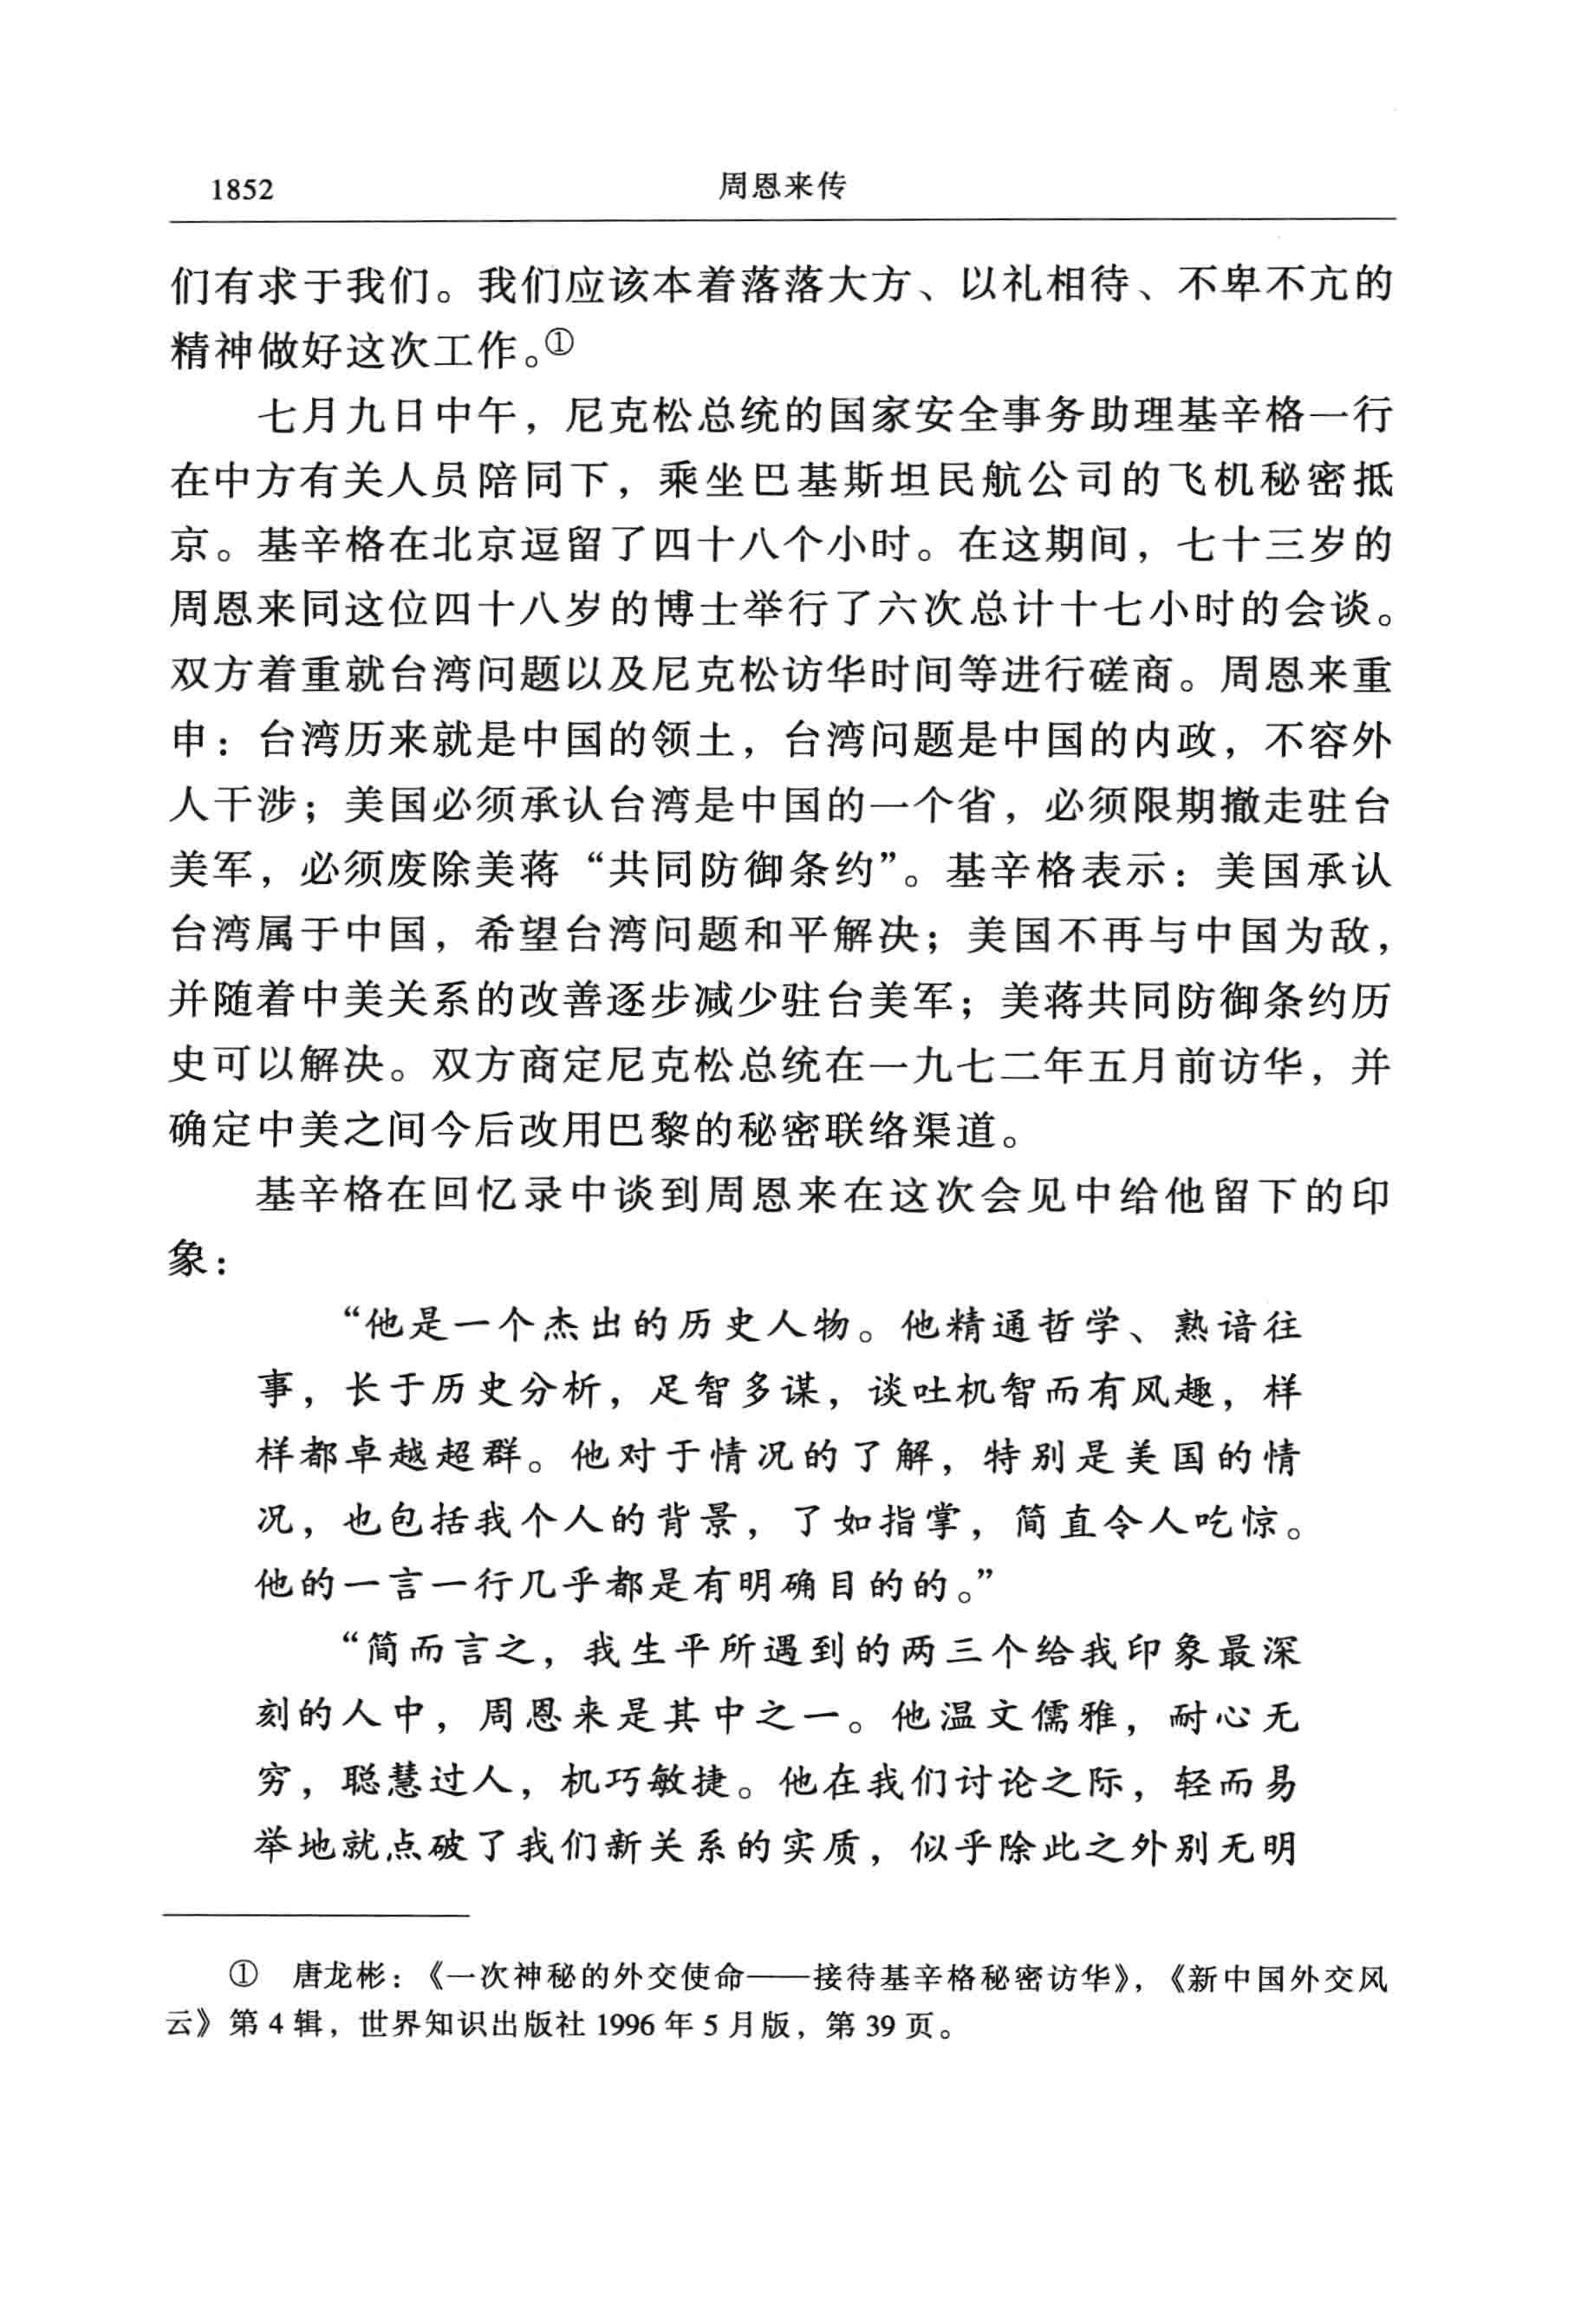 1852 周恩来传
们有求于我们。我们应该本着落落大方、以礼相待、不卑不亢的
精神做好这次工作。①
七月九日中午，尼克松总统的国家安全事务助理基辛格一行
在中方有关人员陪同下，乘坐巴基斯坦民航公司的飞机秘密抵
京。基辛格在北京逗留了四十八个小时。在这期间，七十三岁的
周恩来同这位四十八岁的博士举行了六次总计十七小时的会谈。
双方着重就台湾问题以及尼克松访华时间等进行磋商。周恩来重
申：台湾历来就是中国的领土，台湾问题是中国的内政，不容外
人干涉；美国必须承认台湾是中国的一个省，必须限期撤走驻台
美军，必须废除美蒋“共同防御条约”。基辛格表示：美国承认
台湾属于中国，希望台湾问题和平解决；美国不再与中国为敌，
并随着中美关系的改善逐步减少驻台美军；美蒋共同防御条约历
史可以解决。双方商定尼克松总统在一九七二年五月前访华，并
确定中美之间今后改用巴黎的秘密联络渠道。
基辛格在回忆录中谈到周恩来在这次会见中给他留下的印
象：
“他是一个杰出的历史人物。他精通哲学、熟谙往
事，长于历史分析，足智多谋，谈吐机智而有风趣，样
样都卓越超群。他对于情况的了解，特别是美国的情
况，也包括我个人的背景，了如指掌，简直令人吃惊。
他的一言一行几乎都是有明确目的的。”
“简而言之，我生平所遇到的两三个给我印象最深
刻的人中，周恩来是其中之一。他温文儒雅，耐心无
穷，聪慧过人，机巧敏捷。他在我们讨论之际，轻而易
举地就点破了我们新关系的实质，似乎除此之外别无明
① 唐龙彬：《一次神秘的外交使命——接待基辛格秘密访华》，《新中国外交风
云》第 4 辑，世界知识出版社 1996 年 5 月版，第 39 页。